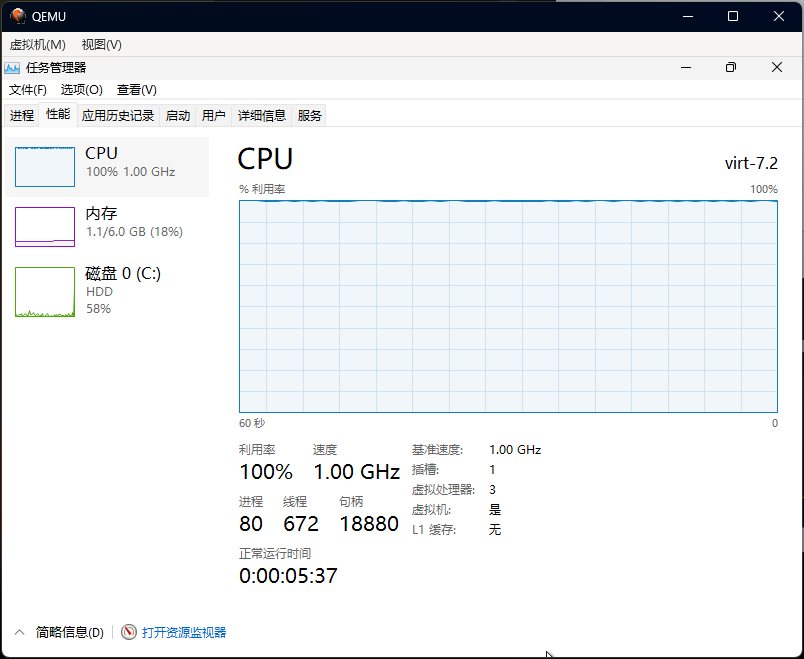 QEMU
虚拟机(M) 视图(V)
任务管理器
文件(F) 选项(O) 查看(V)
进程 性能 应用历史记录 启动 用户 详细信息 服务
CPU
100% 1.00 GHz
内存
1.1/6.0 GB (18%)
磁盘 0 (C:)
HDD
58%
CPU virt-7.2
% 利用率 100%
60 秒 0
利用率 速度
100% 1.00 GHz
进程 线程 句柄
80 672 18880
正常运行时间
0:00:05:37
基准速度: 1.00 GHz
插槽: 1
虚拟处理器: 3
虚拟机: 是
L1 缓存: 无
简略信息(D) 打开资源监视器